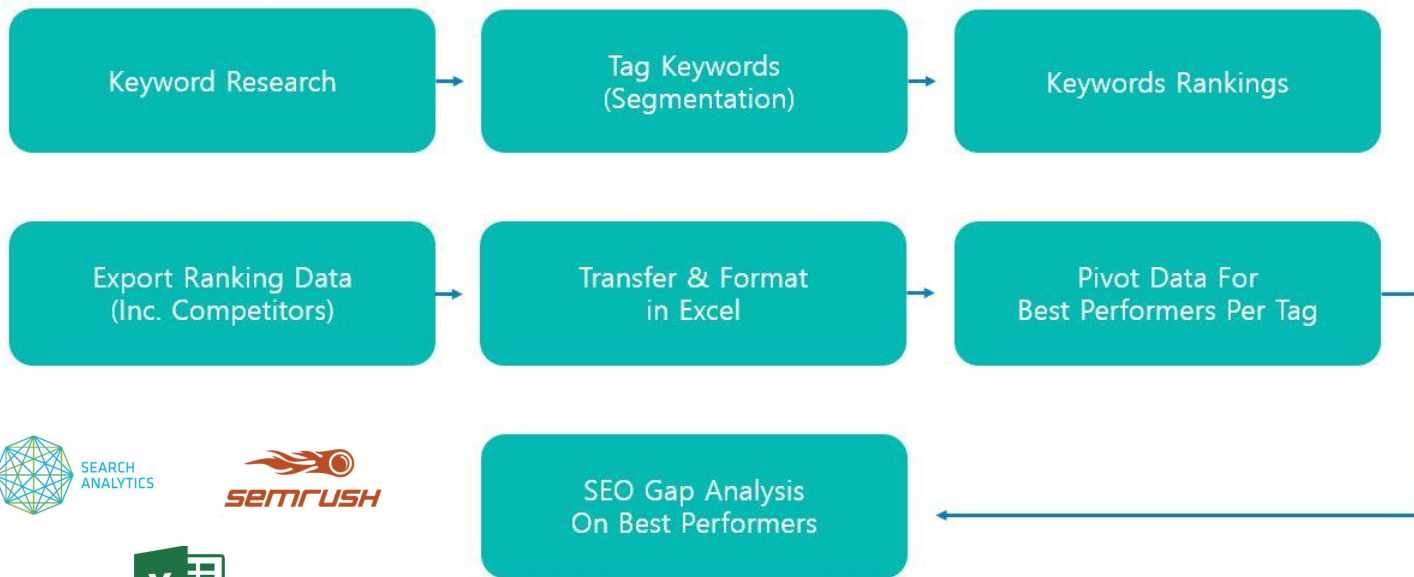 Keyword Research
Tag Keywords
(Segmentation)
Keywords Rankings
Export Ranking Data
(Inc. Competitors)
Transfer & Format
in Excel
Pivot Data For
Best Performers Per Tag
SEARCH
ANALYTICS
semrush
SEO Gap Analysis
On Best Performers